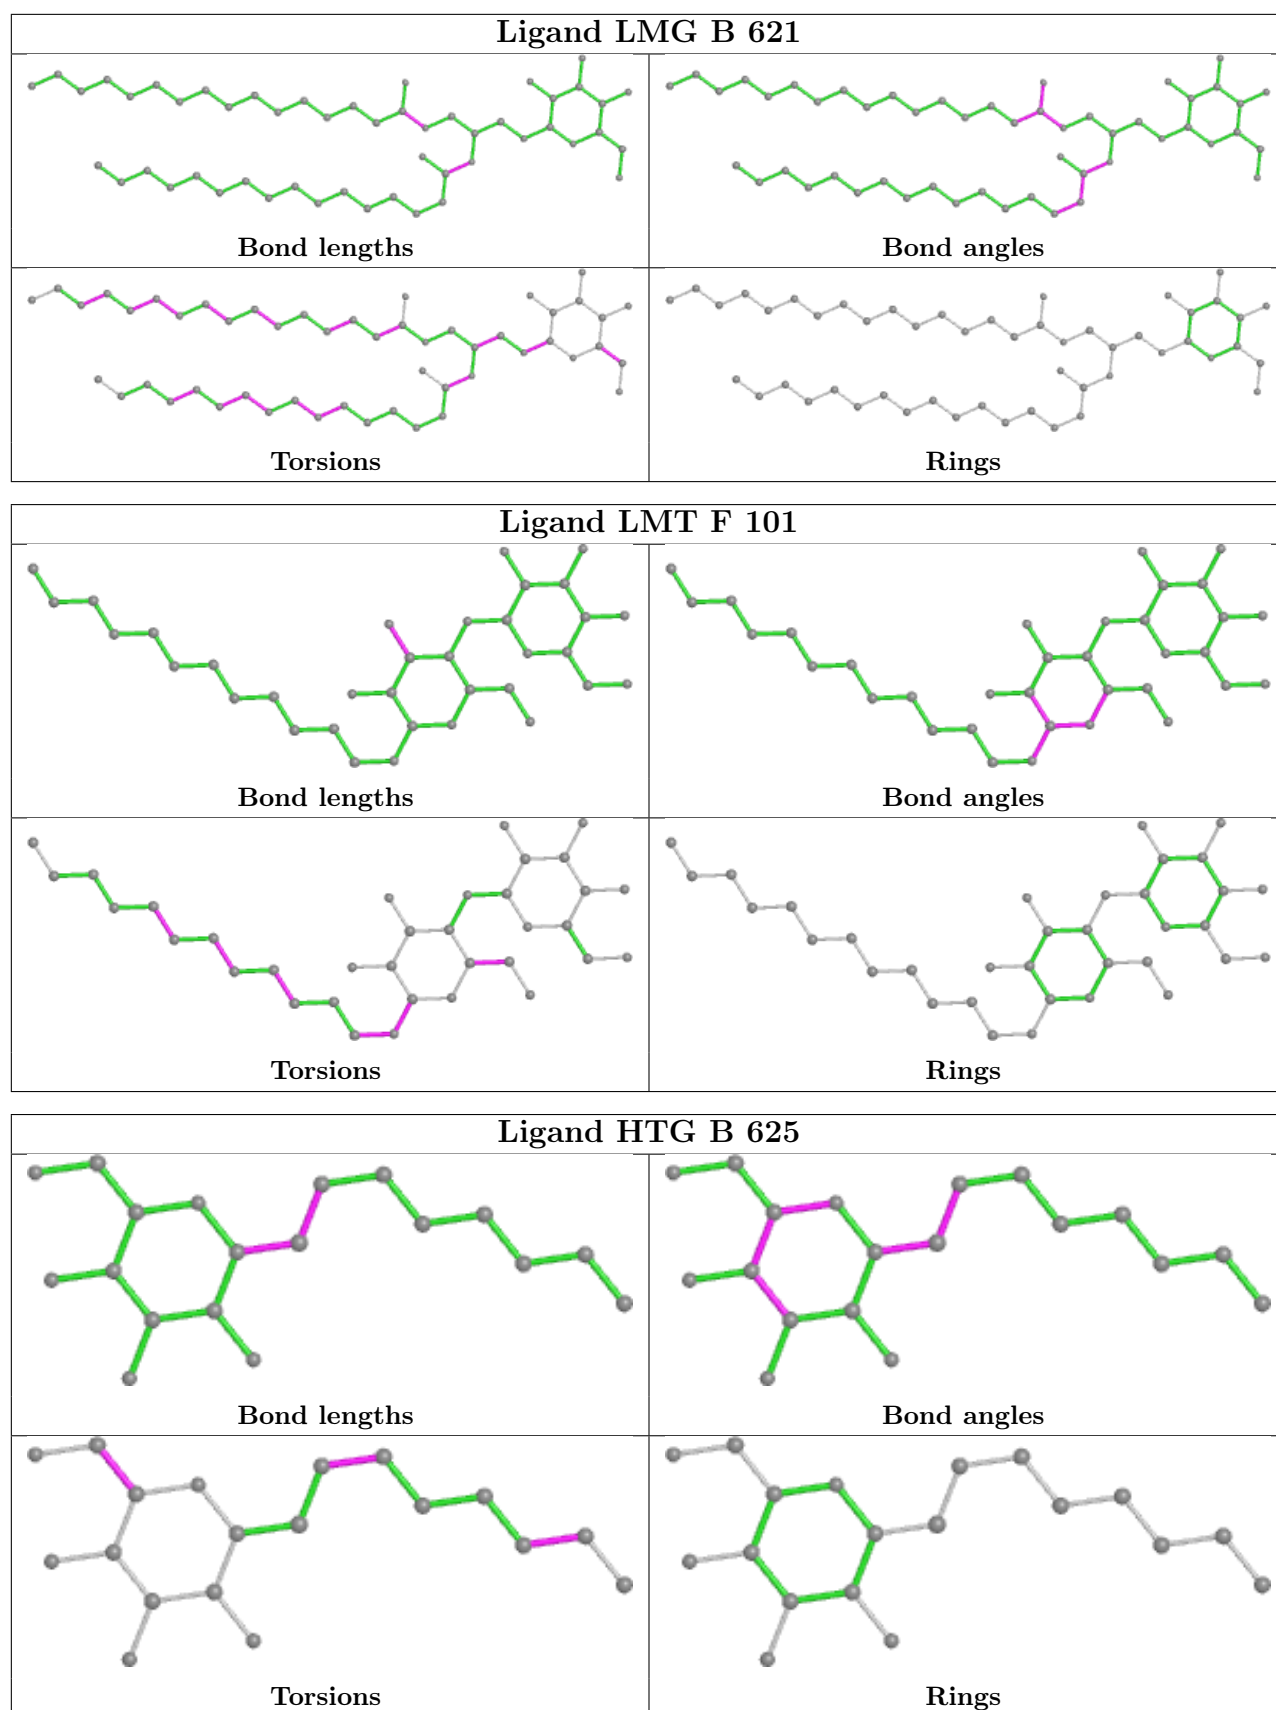 Ligand LMG B 621
Bond lengths
Bond angles
Torsions
Rings
Ligand LMT F 101
Bond lengths
Bond angles
Torsions
Rings
Ligand HTG B 625
Bond lengths
Bond angles
Torsions
Rings